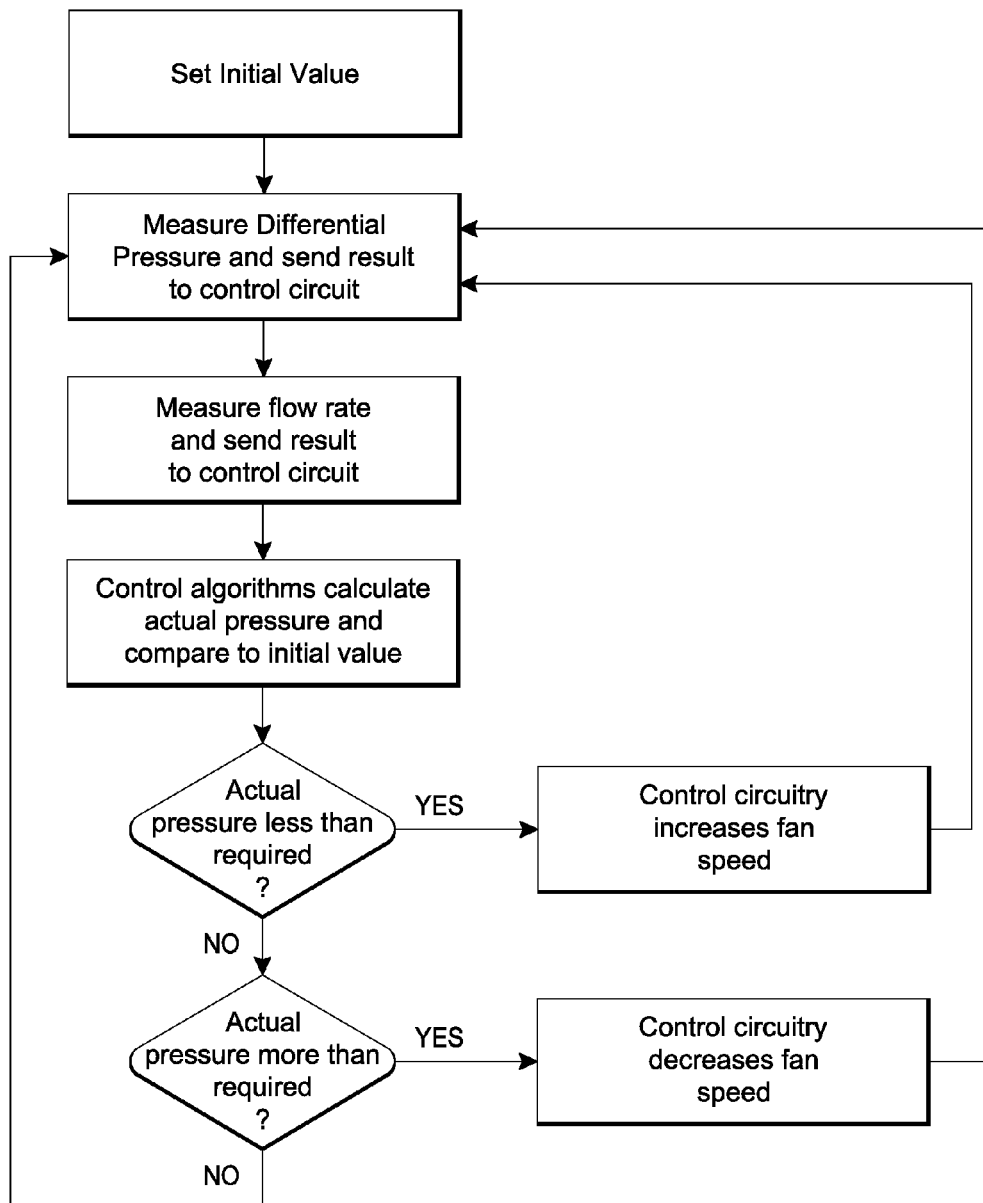 Set Initial Value
Measure Differential
Pressure and send result
to control circuit
Measure flow rate
and send result
to control circuit
Control algorithms calculate
actual pressure and
compare to initial value
Actual
pressure less than
required
?
YES
Control circuitry
increases fan
speed
NO
Actual
pressure more than
required
?
YES
Control circuitry
decreases fan
speed
NO